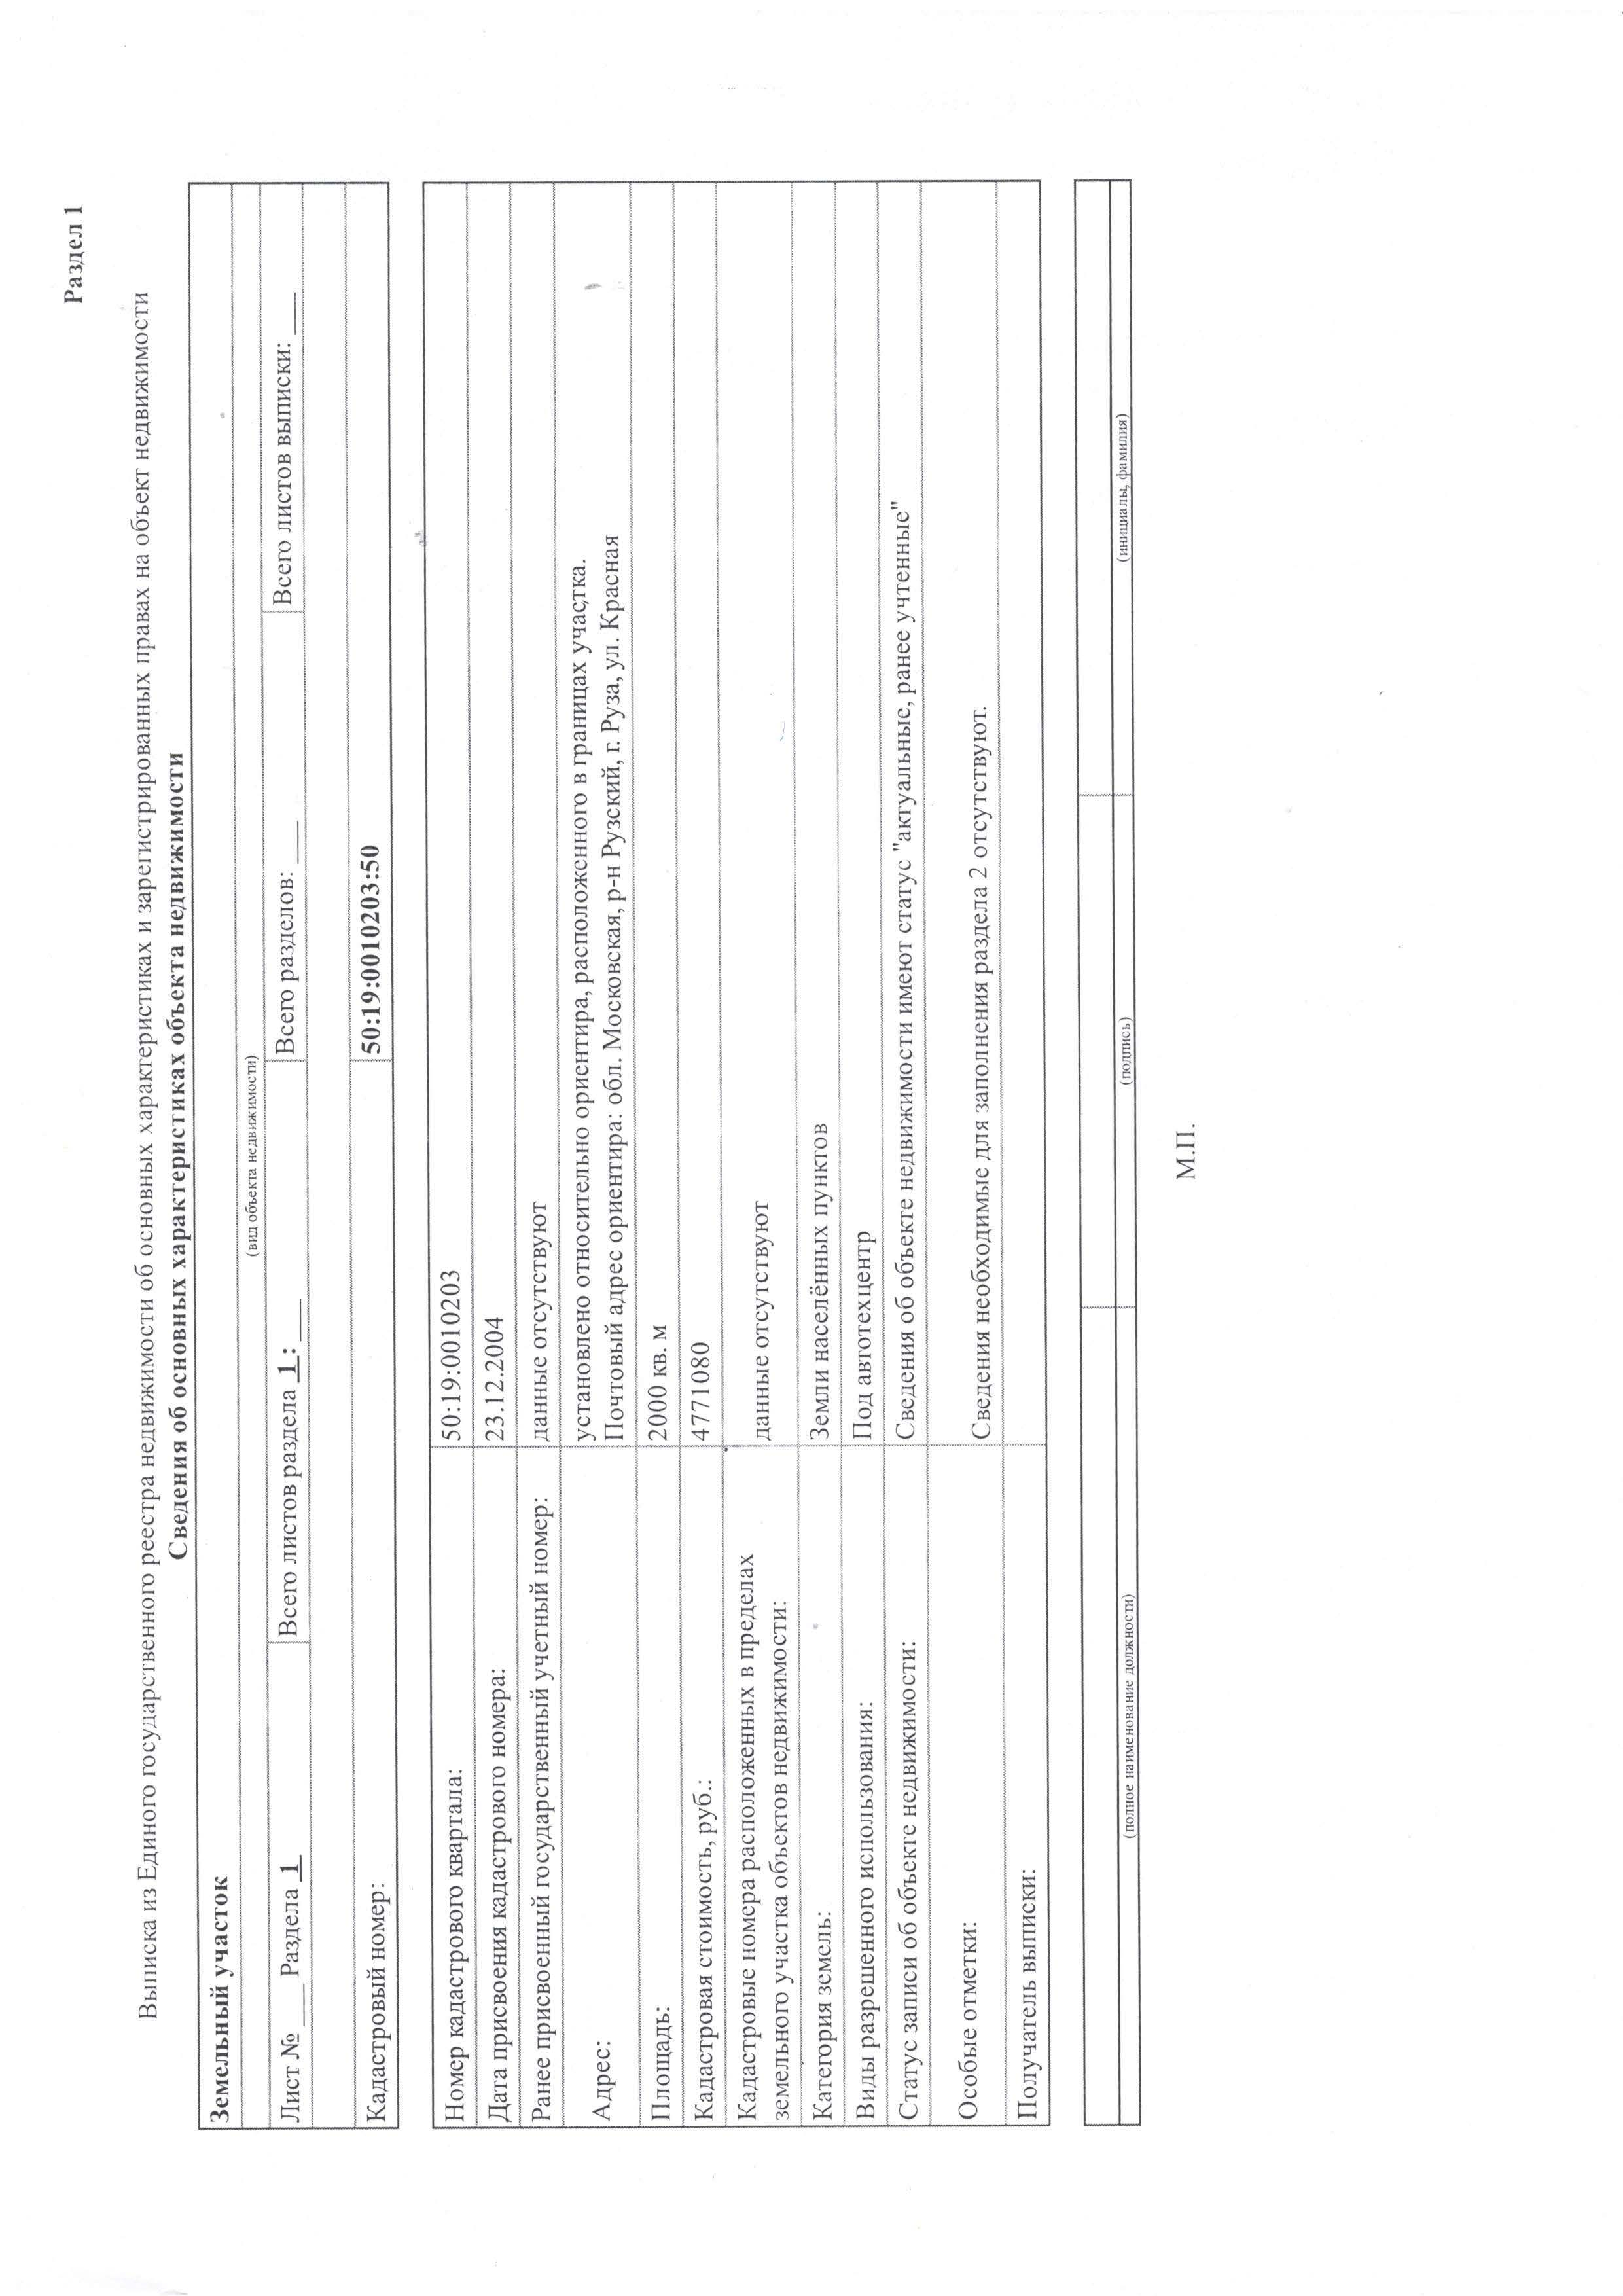 Раздел 1
Выписка из Единого государственного реестра недвижимости об основных характеристиках и зарегистрированных правах на объект недвижимости
Сведения об основных характеристиках объекта недвижимости
Земельный участок
(вид объекта недвижимости)
Лист № ___ Раздела 1 Всего листов раздела 1: ___ Всего разделов: ___ Всего листов выписки: ___
Кадастровый номер: 50:19:0010203:50
Номер кадастрового квартала: 50:19:0010203
Дата присвоения кадастрового номера: 23.12.2004
Ранее присвоенный государственный учетный номер: данные отсутствуют
Адрес: установлено относительно ориентира, расположенного в границах участка.
Почтовый адрес ориентира: обл. Московская, р-н Рузский, г. Руза, ул. Красная
Площадь: 2000 кв. м
Кадастровая стоимость, руб.: 4771080
Кадастровые номера расположенных в пределах
земельного участка объектов недвижимости: данные отсутствуют
Категория земель: Земли населённых пунктов
Виды разрешенного использования: Под автотехцентр
Статус записи об объекте недвижимости: Сведения об объекте недвижимости имеют статус "актуальные, ранее учтенные"
Особые отметки: Сведения необходимые для заполнения раздела 2 отсутствуют.
Получатель выписки:
(полное наименование должности) (подпись) (инициалы, фамилия)
М.П.